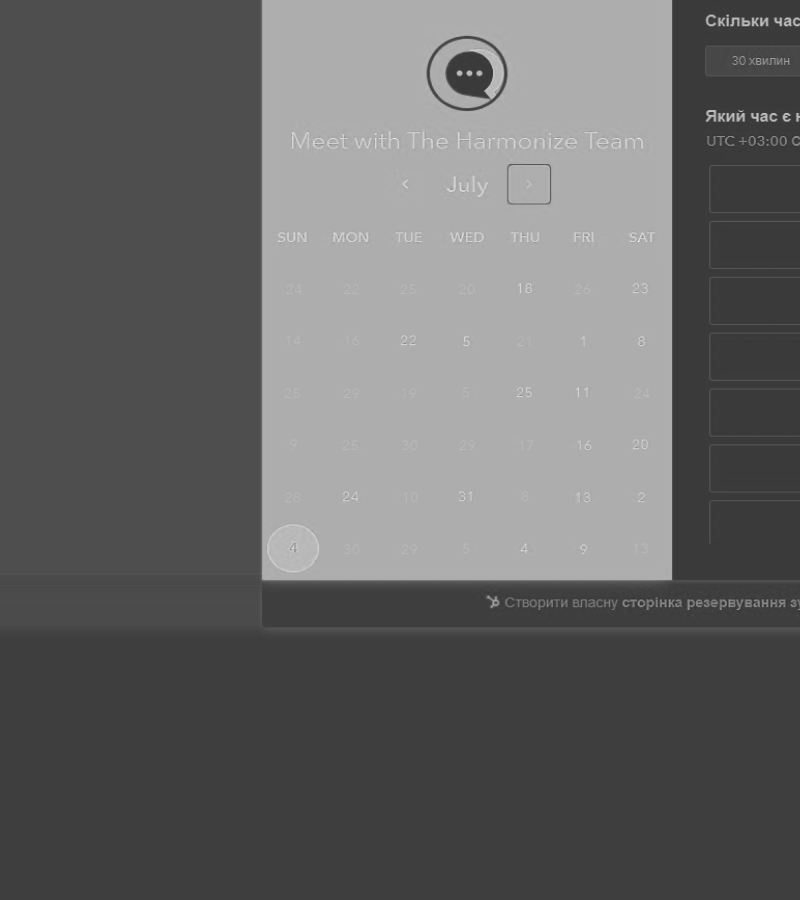 Скільки час
30 хвилин
Який час є н
UTC +03:00 С
Meet with The Harmonize Team
July
SUN MON TUE WED THU FRI SAT
24 22 25 20 18 26 23
14 16 22 5 21 1 8
25 29 19 5 25 11 24
9 25 30 29 17 16 20
28 24 10 31 8 13 2
4 30 29 5 4 9 13
Створити власну сторінка резервування зу